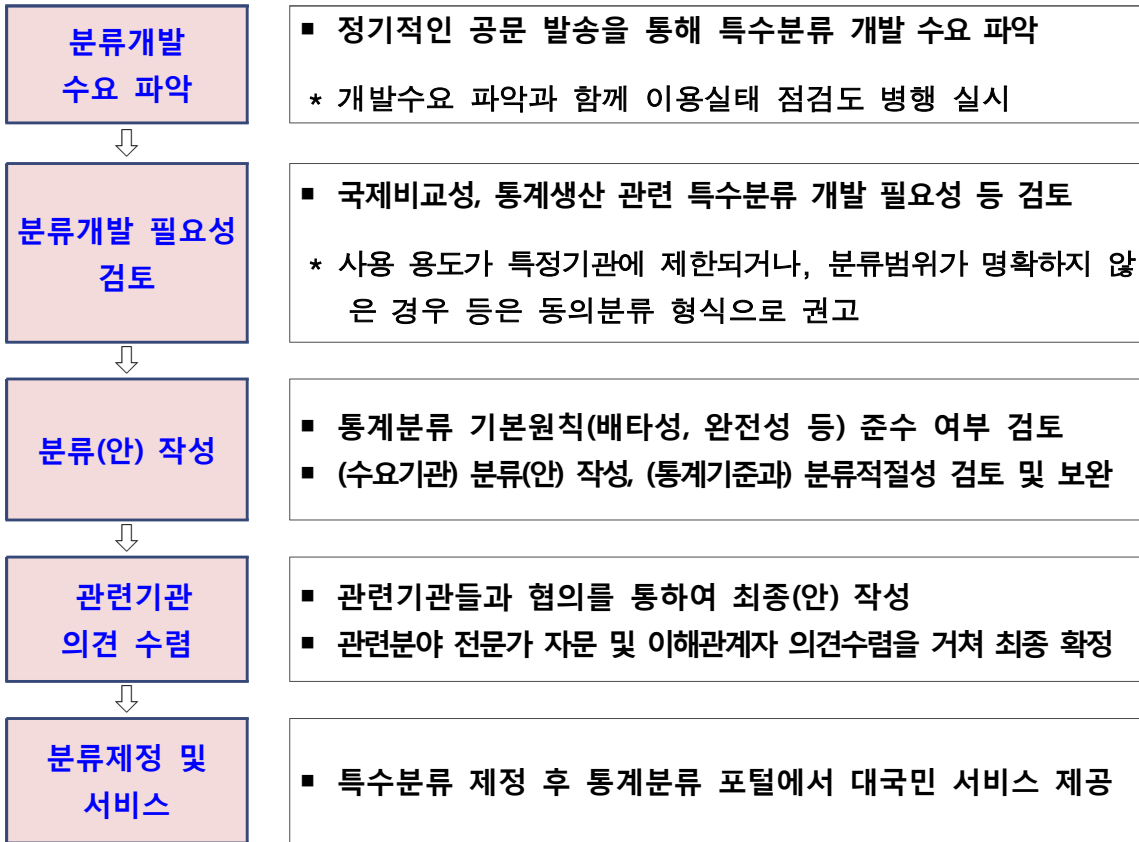 분류개발
수요 파악
▪ 정기적인 공문 발송을 통해 특수분류 개발 수요 파악
* 개발수요 파악과 함께 이용실태 점검도 병행 실시
분류개발 필요성
검토
▪ 국제비교성, 통계생산 관련 특수분류 개발 필요성 등 검토
* 사용 용도가 특정기관에 제한되거나, 분류범위가 명확하지 않
은 경우 등은 동의분류 형식으로 권고
분류(안) 작성
▪ 통계분류 기본원칙(배타성, 완전성 등) 준수 여부 검토
▪ (수요기관) 분류(안) 작성, (통계기준과) 분류적절성 검토 및 보완
관련기관
의견 수렴
▪ 관련기관들과 협의를 통하여 최종(안) 작성
▪ 관련분야 전문가 자문 및 이해관계자 의견수렴을 거쳐 최종 확정
분류제정 및
서비스
▪ 특수분류 제정 후 통계분류 포털에서 대국민 서비스 제공